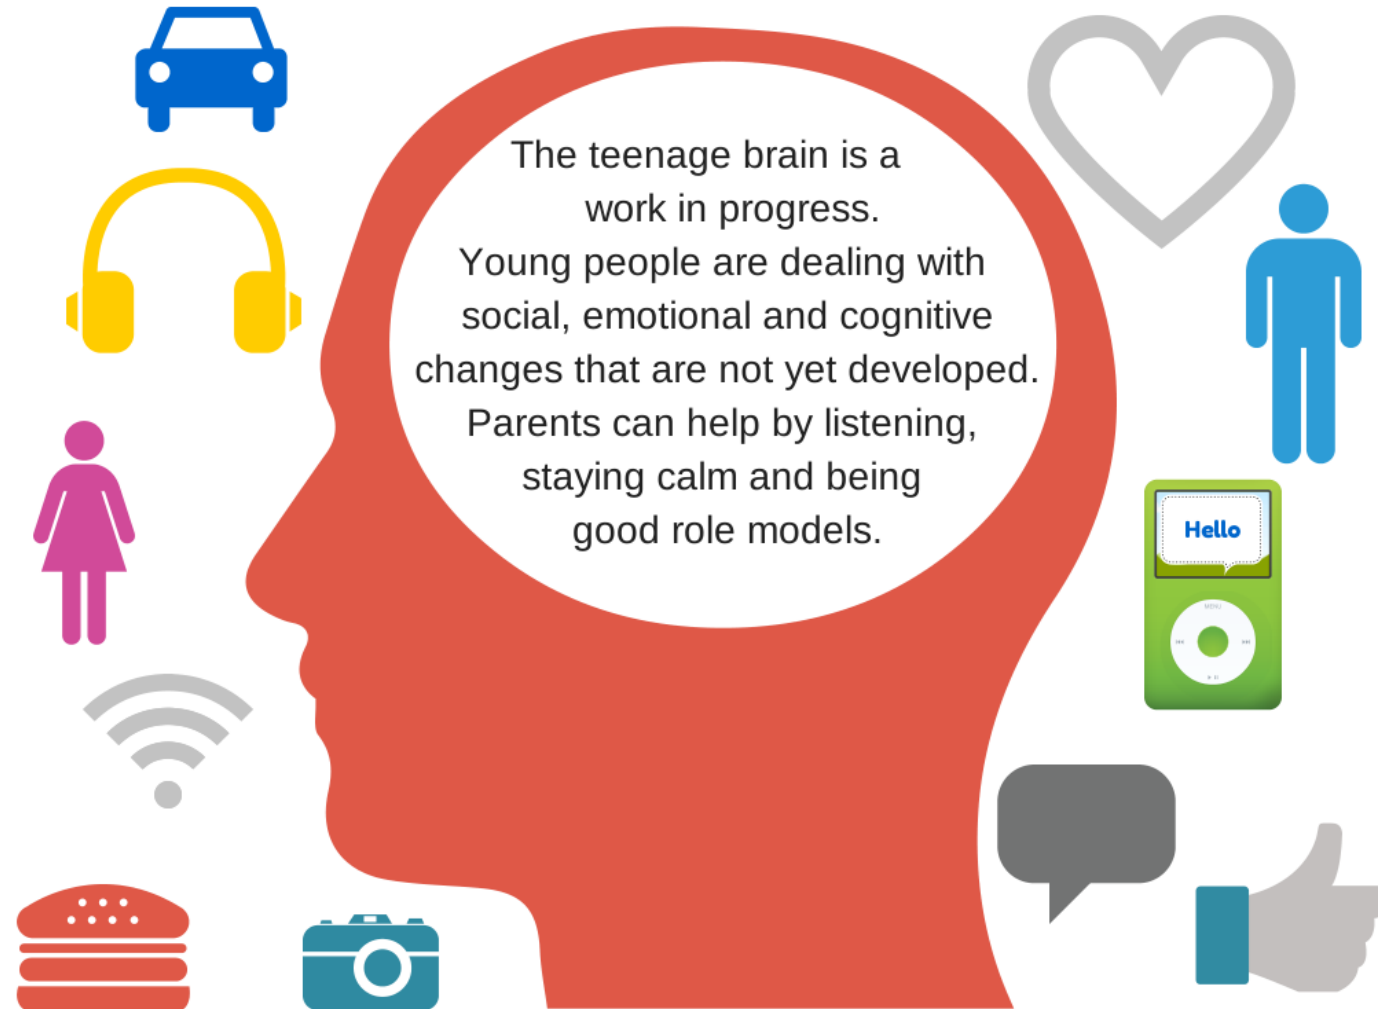 The teenage brain is a
work in progress.
Young people are dealing with
social, emotional and cognitive
changes that are not yet developed.
Parents can help by listening,
staying calm and being
good role models.
Hello
MENU